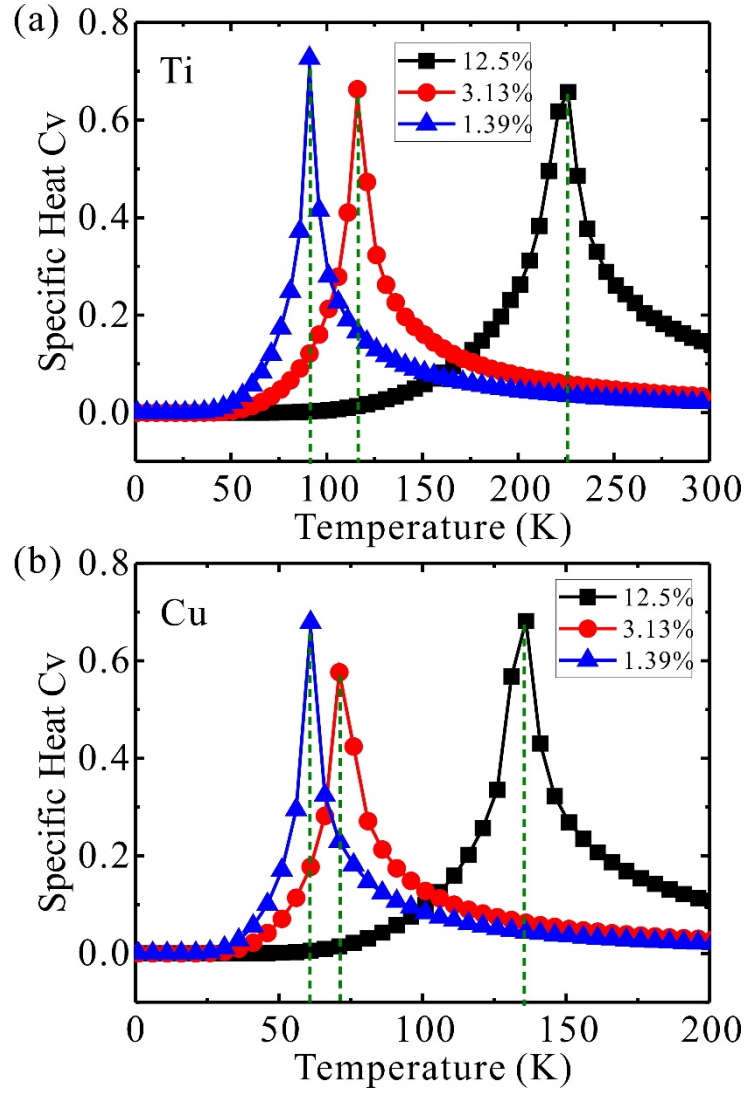 (a)
0.8
Ti
12.5%
3.13%
1.39%
0.6
0.4
0.2
0.0
Specific Heat Cv
0 50 100 150 200 250 300
Temperature (K)
(b)
0.8
Cu
12.5%
3.13%
1.39%
0.6
0.4
0.2
0.0
Specific Heat Cv
0 50 100 150 200
Temperature (K)